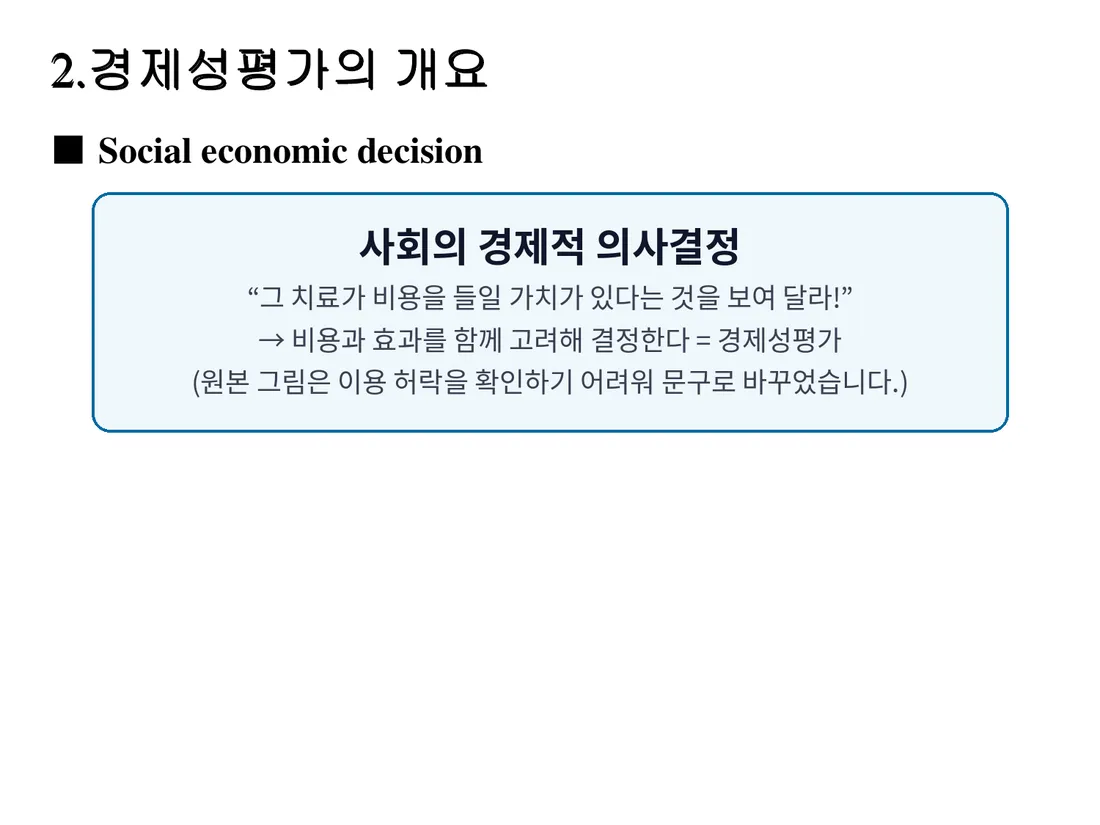 2.경제성평가의 개요
■ Social economic decision
사회의 경제적 의사결정
“그 치료가 비용을 들일 가치가 있다는 것을 보여 달라!”
→ 비용과 효과를 함께 고려해 결정한다 = 경제성평가
(원본 그림은 이용 허락을 확인하기 어려워 문구로 바꾸었습니다.)